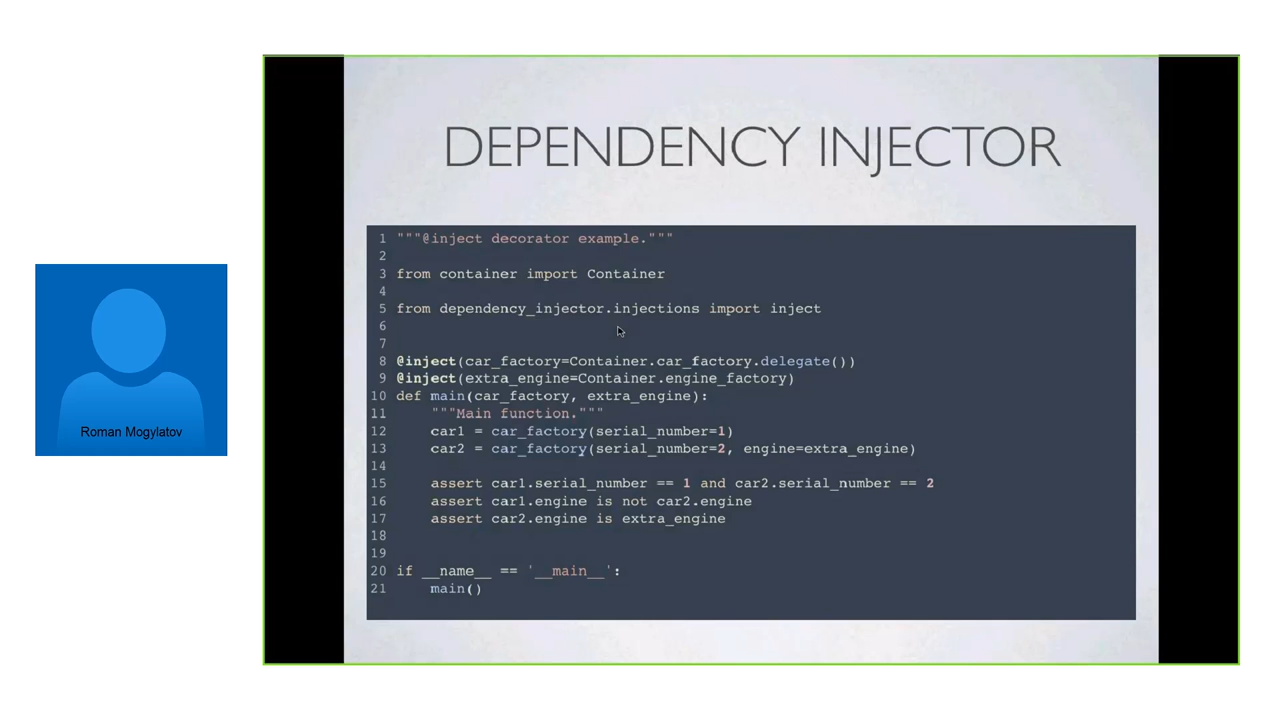 DEPENDENCY INJECTOR
1 """@inject decorator example."""
2
3 from container import Container
4
5 from dependency_injector.injections import inject
6
7
8 @inject(car_factory=Container.car_factory.delegate())
9 @inject(extra_engine=Container.engine_factory)
10 def main(car_factory, extra_engine):
11     """Main function."""
12     car1 = car_factory(serial_number=1)
13     car2 = car_factory(serial_number=2, engine=extra_engine)
14
15     assert car1.serial_number == 1 and car2.serial_number == 2
16     assert car1.engine is not car2.engine
17     assert car2.engine is extra_engine
18
19
20 if __name__ == '__main__':
21     main()
Roman Mogylatov